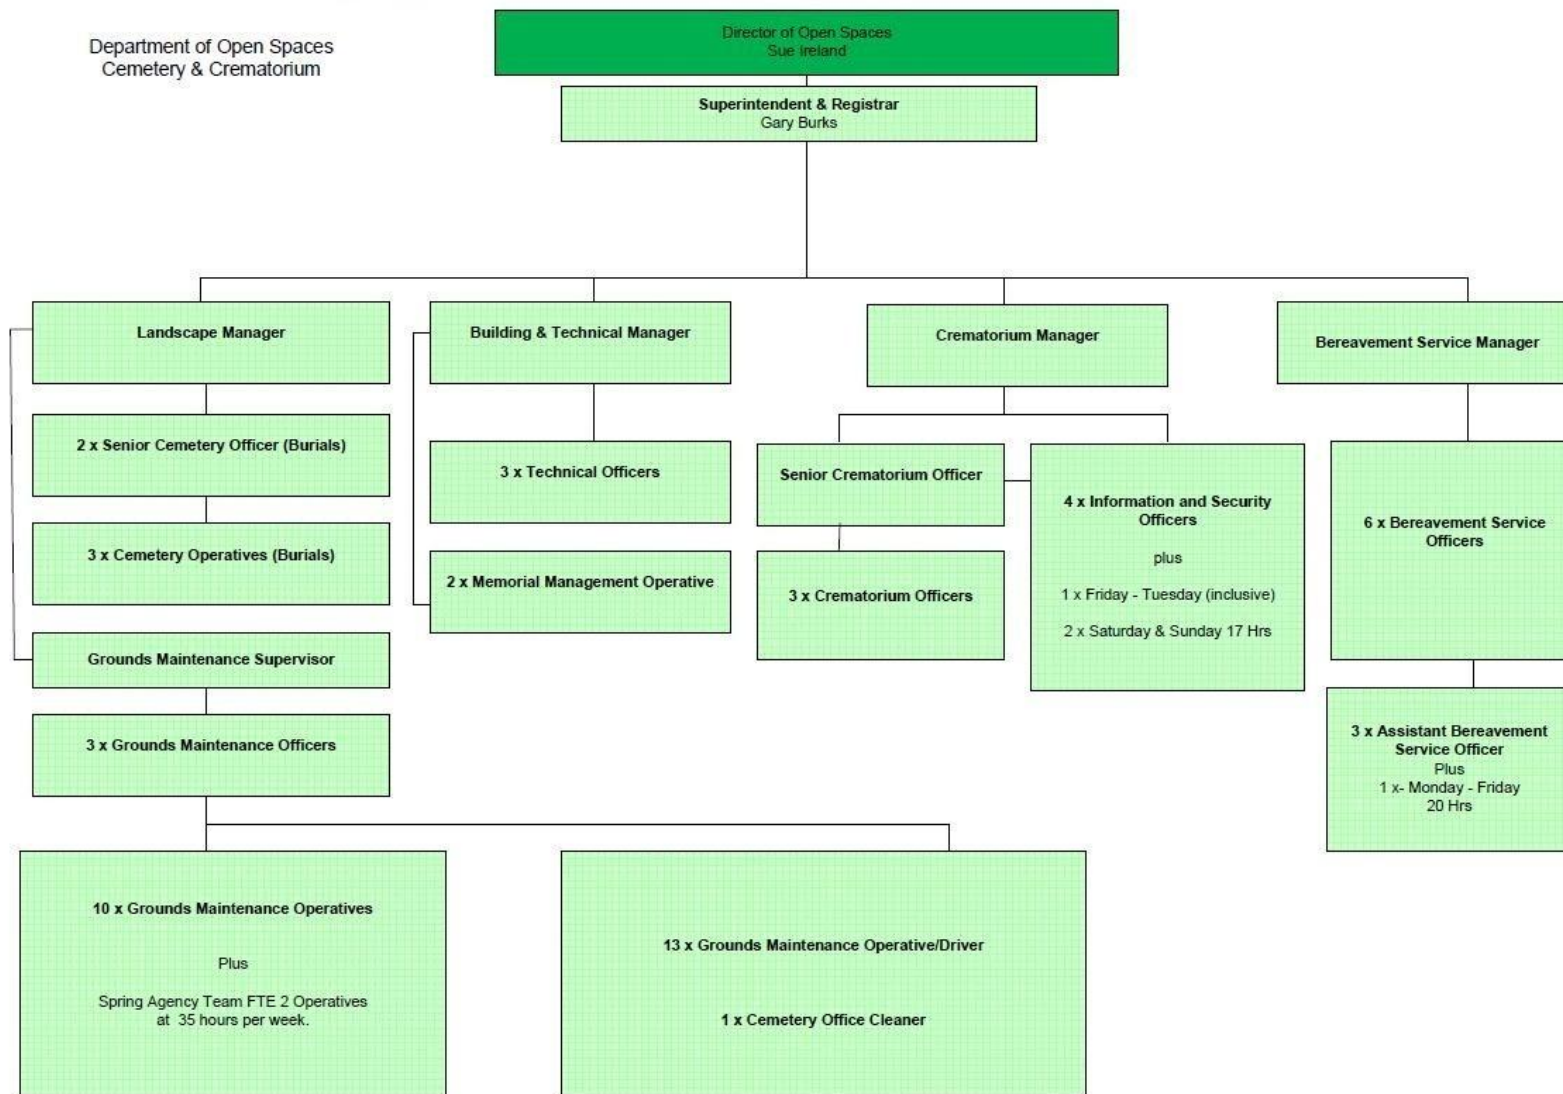 Department of Open Spaces
Cemetery & Crematorium
Director of Open Spaces
Sue Ireland
Superintendent & Registrar
Gary Burks
Landscape Manager
Building & Technical Manager
Crematorium Manager
Bereavement Service Manager
2 x Senior Cemetery Officer (Burials)
3 x Technical Officers
Senior Crematorium Officer
4 x Information and Security
Officers
plus
1 x Friday - Tuesday (inclusive)
2 x Saturday & Sunday 17 Hrs
6 x Bereavement Service
Officers
3 x Cemetery Operatives (Burials)
2 x Memorial Management Operative
3 x Crematorium Officers
Grounds Maintenance Supervisor
3 x Grounds Maintenance Officers
3 x Assistant Bereavement
Service Officer
Plus
1 x- Monday - Friday
20 Hrs
10 x Grounds Maintenance Operatives
Plus
Spring Agency Team FTE 2 Operatives
at 35 hours per week.
13 x Grounds Maintenance Operative/Driver
1 x Cemetery Office Cleaner